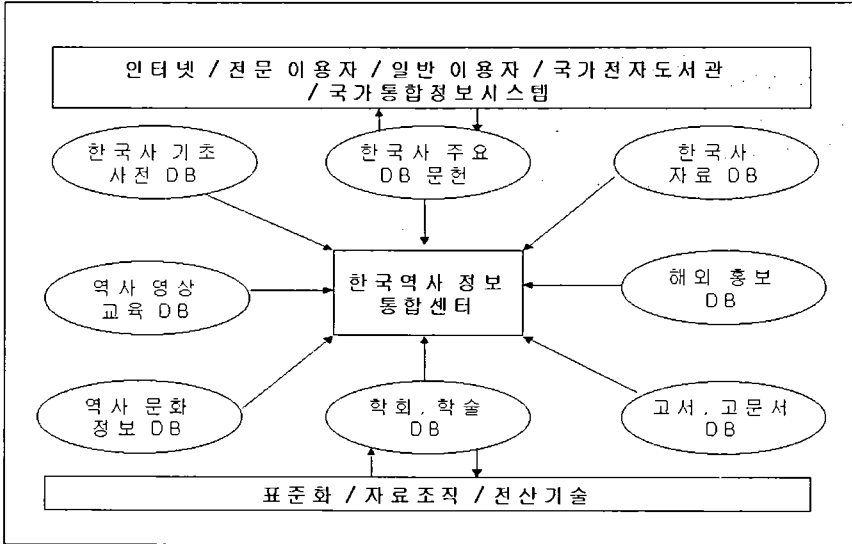 인터넷 / 전문 이용자 / 일반 이용자 / 국가전자도서관
/ 국가통합정보시스템
한국사 기초
사전 DB
한국사 주요
DB 문헌
한국사
자료 DB
역사 영상
교육 DB
한국역사 정보
통합센터
해외 홍보
DB
역사 문화
정보 DB
학회, 학술
DB
고서, 고문서
DB
표준화 / 자료조직 / 전산기술